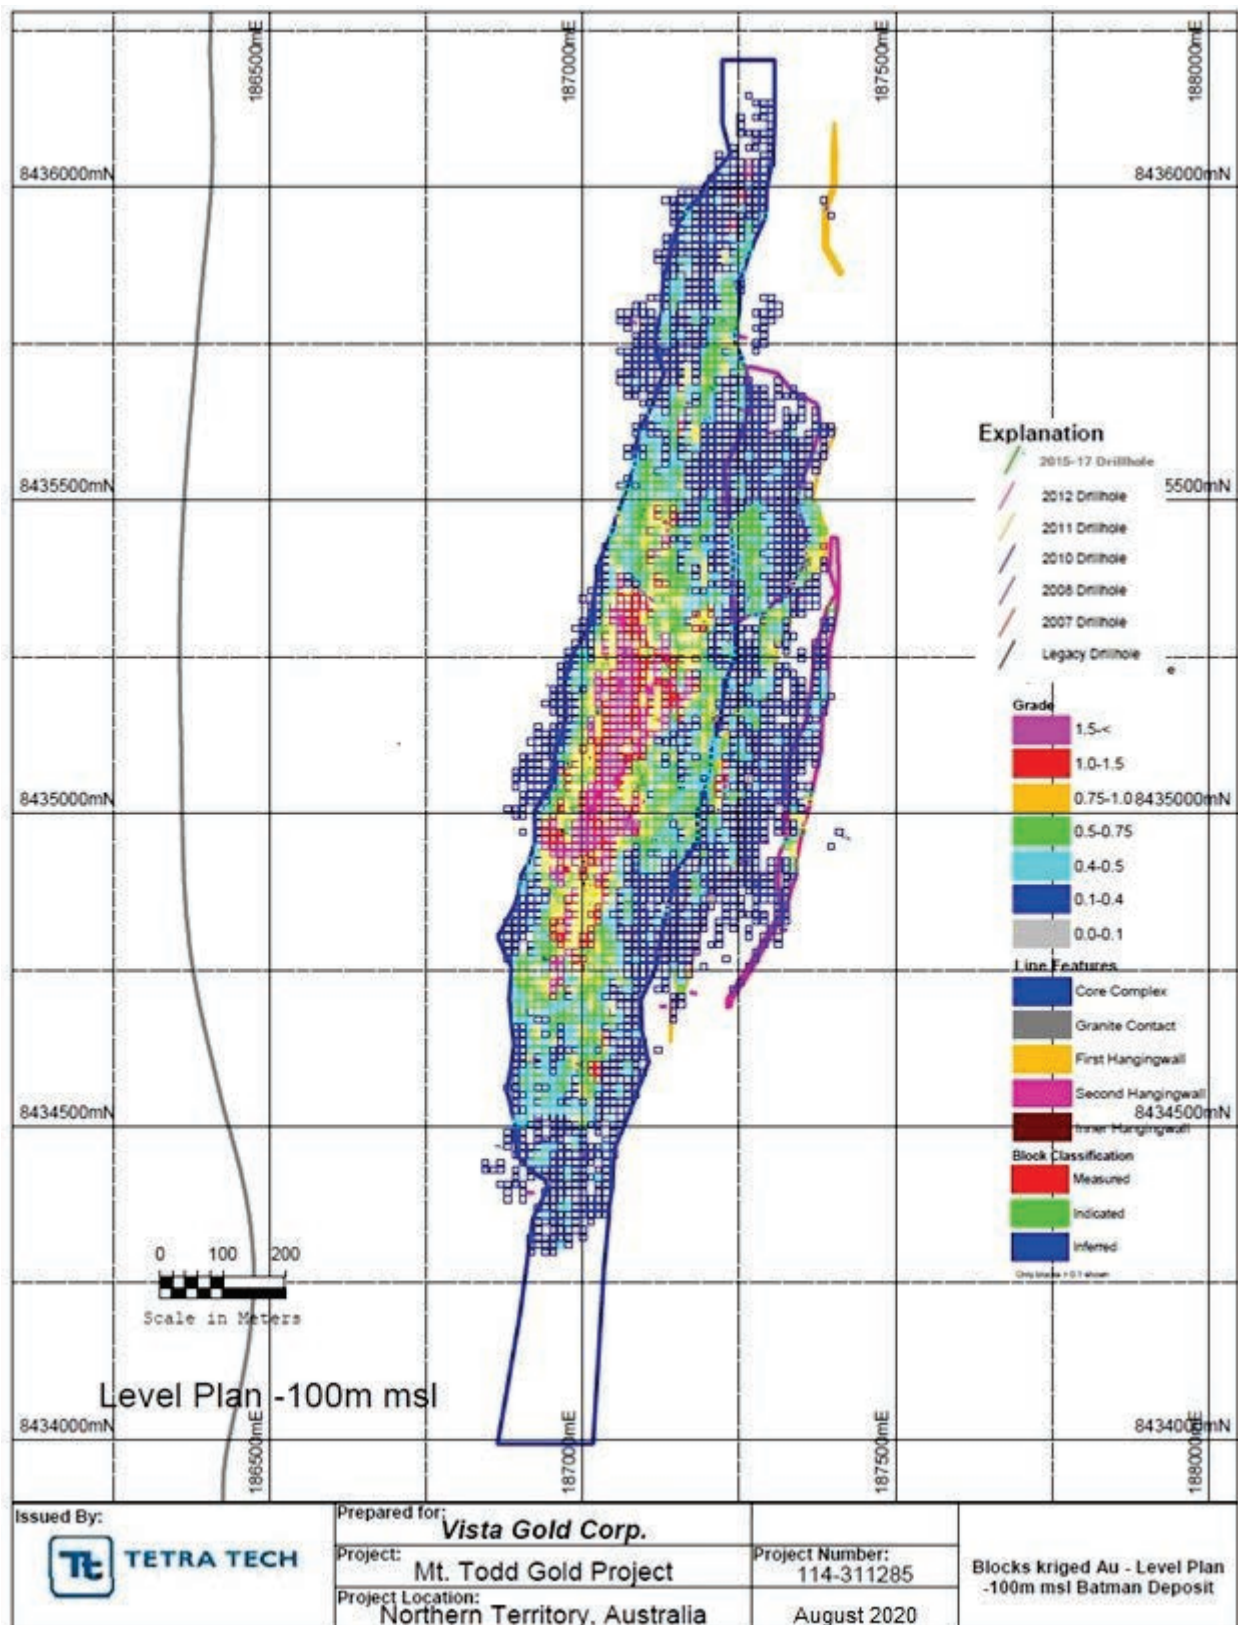 186500mE
187000mE
187500mE
188000mE
8436000mN
8436000mN
Explanation
2015-17 Drillhole
2012 Drillhole
2011 Drillhole
2010 Drillhole
2008 Drillhole
2007 Drillhole
Legacy Drillhole
8435500mN
5500mN
e
Grade
1.5-<
1.0-1.5
0.75-1.0
0.5-0.75
0.4-0.5
0.1-0.4
0.0-0.1
8435000mN
8435000mN
Line Features
Core Complex
Granite Contact
First Hangingwall
Second Hangingwall
Inner Hangingwall
8434500mN
8434500mN
Block Classification
Measured
Indicated
Inferred
0 100 200
Scale in Meters
Level Plan -100m msl
8434000mN
8434000mN
186500mE
187000mE
187500mE
188000mE
Issued By:
Tt TETRA TECH
Prepared for:
Vista Gold Corp.
Project:
Mt. Todd Gold Project
Project Number:
114-311285
Project Location:
Northern Territory, Australia
August 2020
Blocks kriged Au - Level Plan
-100m msl Batman Deposit